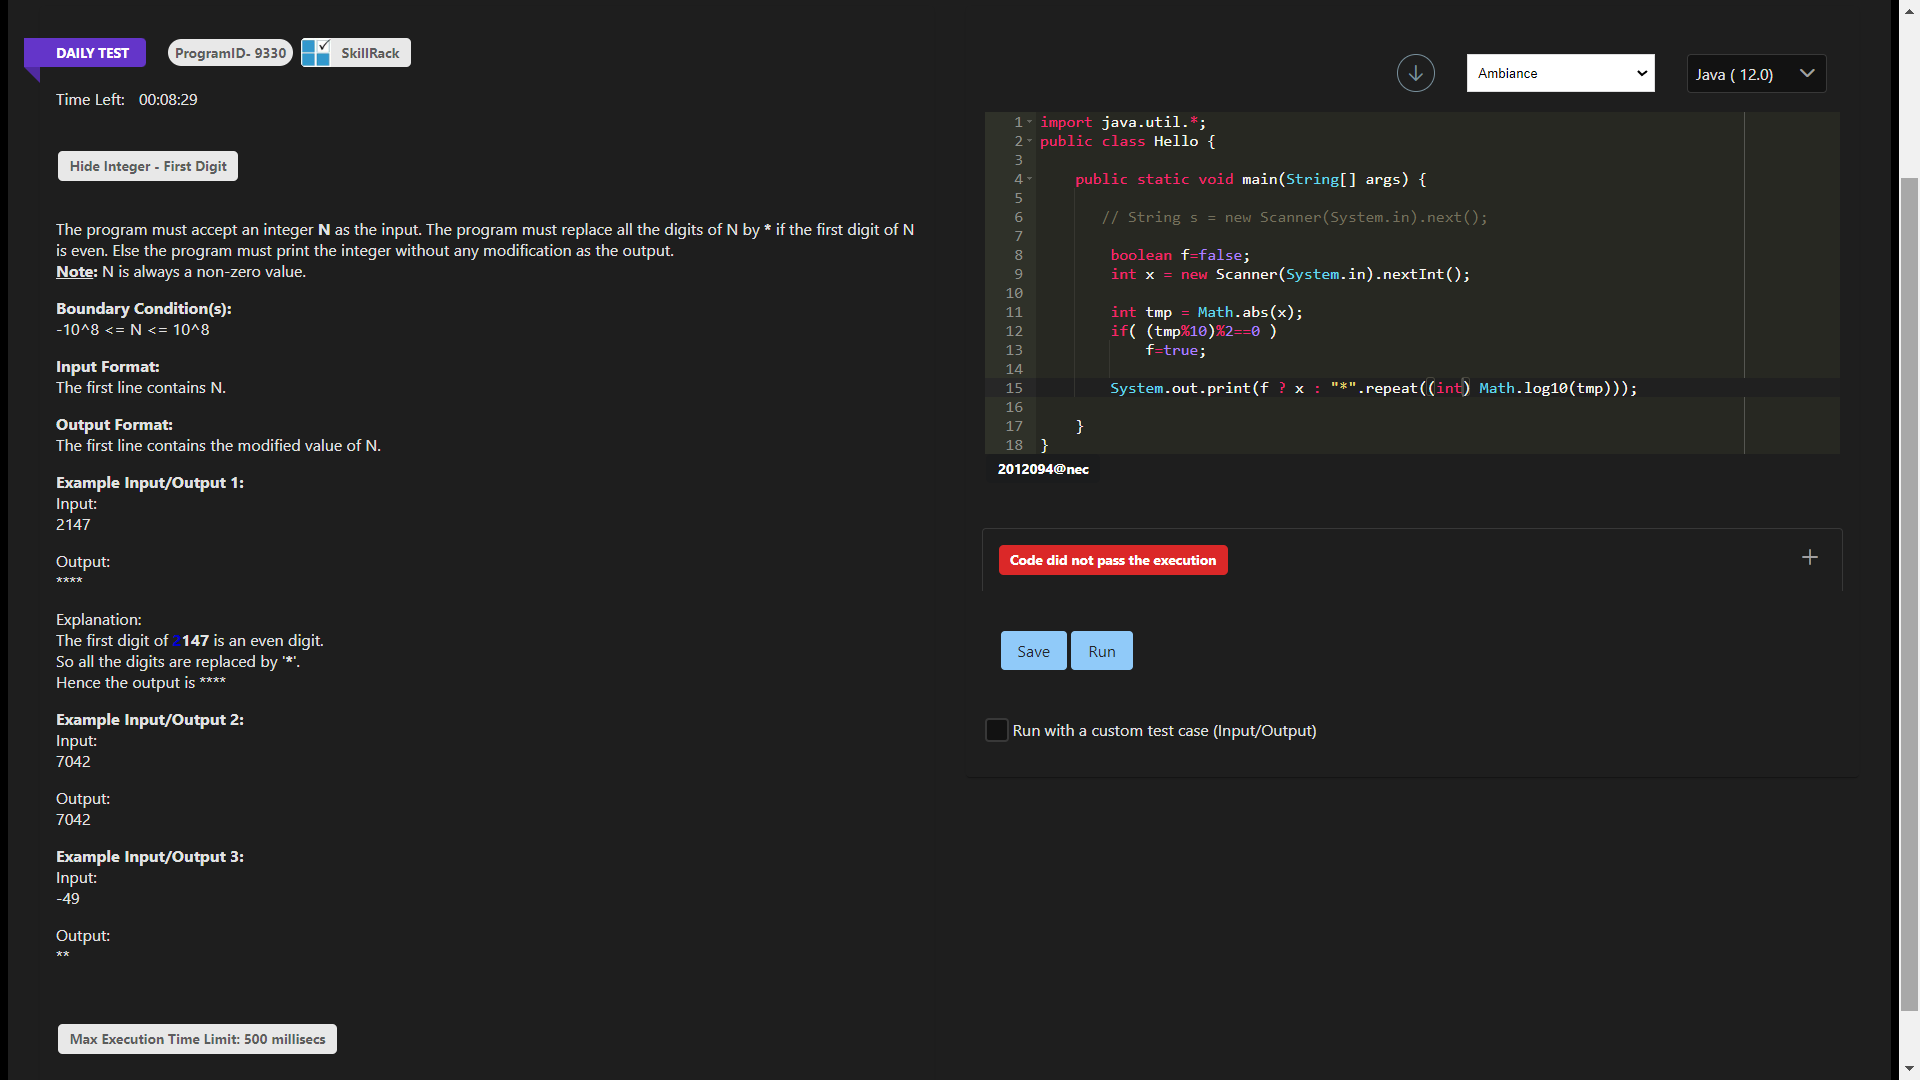 DAILY TEST
ProgramID- 9330
SkillRack
Time Left: 00:08:29
Hide Integer - First Digit
The program must accept an integer N as the input. The program must replace all the digits of N by * if the first digit of N
is even. Else the program must print the integer without any modification as the output.
Note: N is always a non-zero value.
Boundary Condition(s):
-10^8 <= N <= 10^8
Input Format:
The first line contains N.
Output Format:
The first line contains the modified value of N.
Example Input/Output 1:
Input:
2147
Output:
****
Explanation:
The first digit of 2147 is an even digit.
So all the digits are replaced by '*'.
Hence the output is ****
Example Input/Output 2:
Input:
7042
Output:
7042
Example Input/Output 3:
Input:
-49
Output:
**
Max Execution Time Limit: 500 millisecs
Ambiance
Java ( 12.0)
1 import java.util.*;
2 public class Hello {
3
4 public static void main(String[] args) {
5
6 // String s = new Scanner(System.in).next();
7
8 boolean f=false;
9 int x = new Scanner(System.in).nextInt();
10
11 int tmp = Math.abs(x);
12 if( (tmp%10)%2==0 )
13 f=true;
14
15 System.out.print(f ? x : "*".repeat((int) Math.log10(tmp)));
16
17 }
18 }
2012094@nec
Code did not pass the execution
Save
Run
Run with a custom test case (Input/Output)